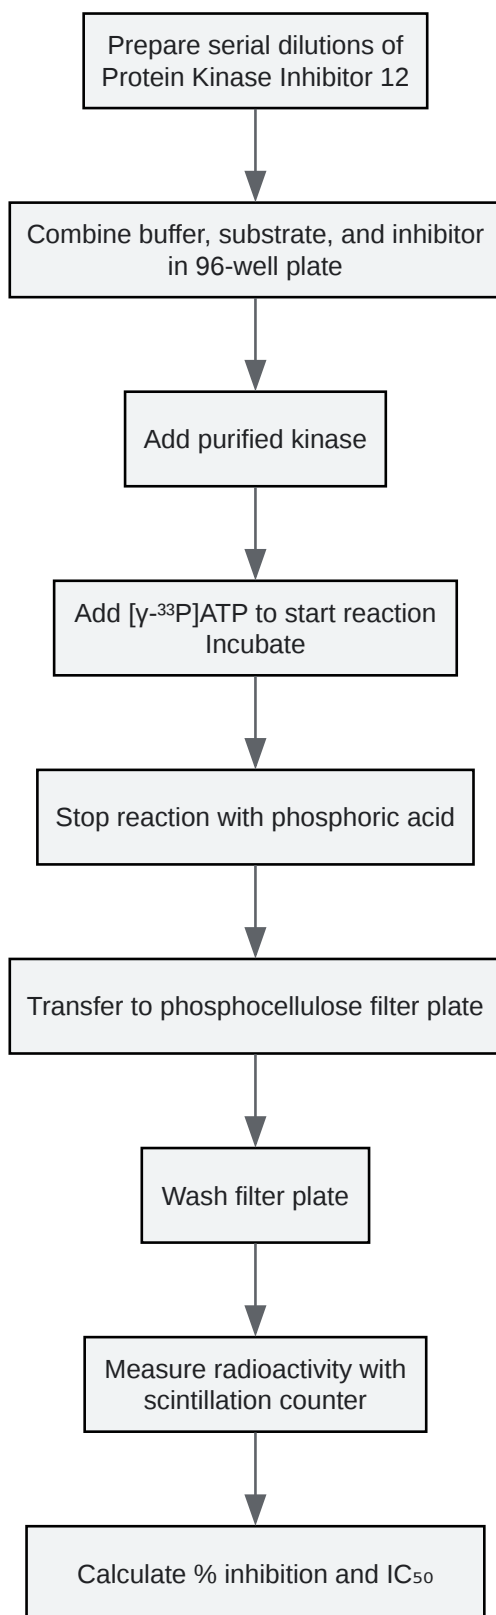 Prepare serial dilutions of
Protein Kinase Inhibitor 12
Combine buffer, substrate, and inhibitor
in 96-well plate
Add purified kinase
Add [γ-³³P]ATP to start reaction
Incubate
Stop reaction with phosphoric acid
Transfer to phosphocellulose filter plate
Wash filter plate
Measure radioactivity with
scintillation counter
Calculate % inhibition and IC₅₀